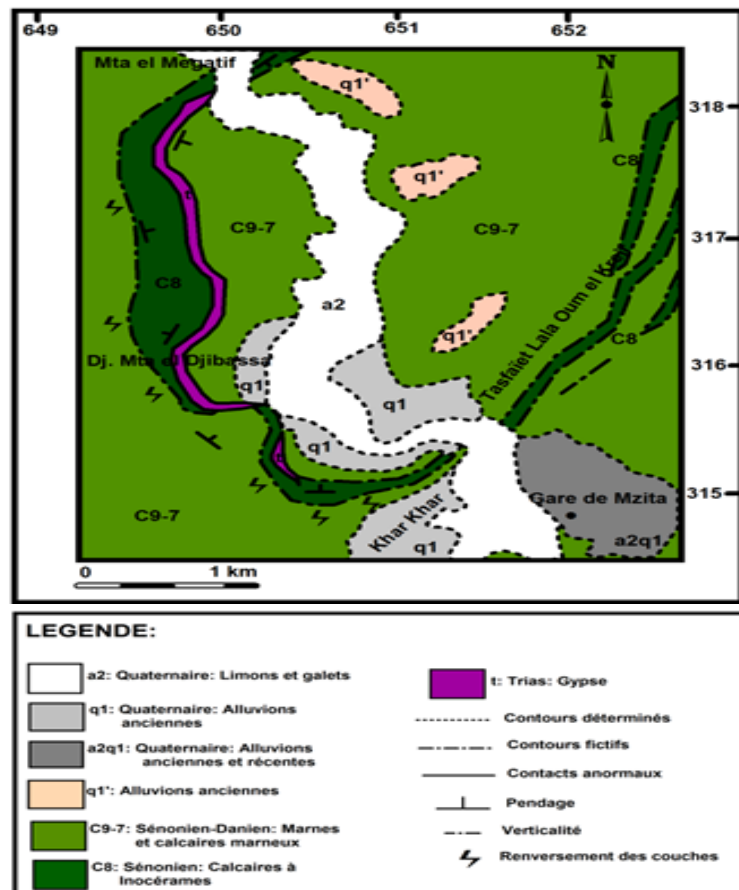 649
650
651
652
Mta el Megatif
q1'
N
318
C8
q1'
t
C9-7
C9-7
317
C8
a2
Tasfaïet Lala Oum el Kreir
q1'
C8
316
Dj. Mta el Djibassa
q1
q1
q1
315
Gare de Mzita
C9-7
Khar Khar
q1
a2q1
0 1 km
LEGENDE:
a2: Quaternaire: Limons et galets
q1: Quaternaire: Alluvions
anciennes
a2q1: Quaternaire: Alluvions
anciennes et récentes
q1': Alluvions anciennes
C9-7: Sénonien-Danien: Marnes
et calcaires marneux
C8: Sénonien: Calcaires à
Inocérames
t: Trias: Gypse
Contours déterminés
Contours fictifs
Contacts anormaux
Pendage
Verticalité
Renversement des couches